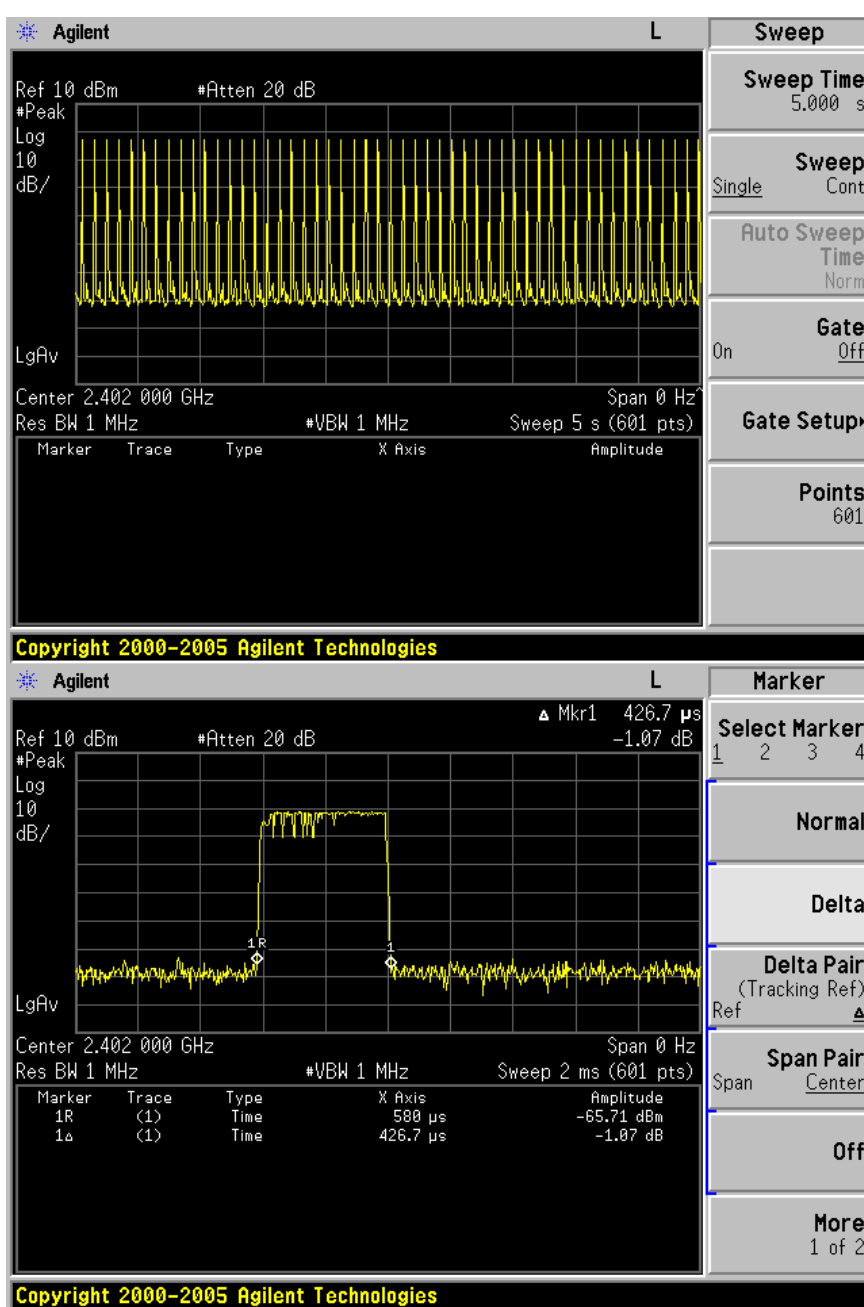 Agilent L Sweep
Ref 10 dBm #Atten 20 dB
#Peak
Log
10
dB/
LgAv
Center 2.402 000 GHz Span 0 Hz^
Res BW 1 MHz #VBW 1 MHz Sweep 5 s (601 pts)
Marker Trace Type X Axis Amplitude
Sweep Time
5.000 s
Sweep
Single Cont
Auto Sweep
Time
Norm
Gate
On Off
Gate Setup▸
Points
601
Copyright 2000-2005 Agilent Technologies
Agilent L Marker
Δ Mkr1 426.7 µs
Ref 10 dBm #Atten 20 dB -1.07 dB
#Peak
Log
10
dB/
1R
1
LgAv
Center 2.402 000 GHz Span 0 Hz
Res BW 1 MHz #VBW 1 MHz Sweep 2 ms (601 pts)
Marker Trace Type X Axis Amplitude
1R (1) Time 580 µs -65.71 dBm
1Δ (1) Time 426.7 µs -1.07 dB
Select Marker
1 2 3 4
Normal
Delta
Delta Pair
(Tracking Ref)
Ref Δ
Span Pair
Span Center
Off
More
1 of 2
Copyright 2000-2005 Agilent Technologies